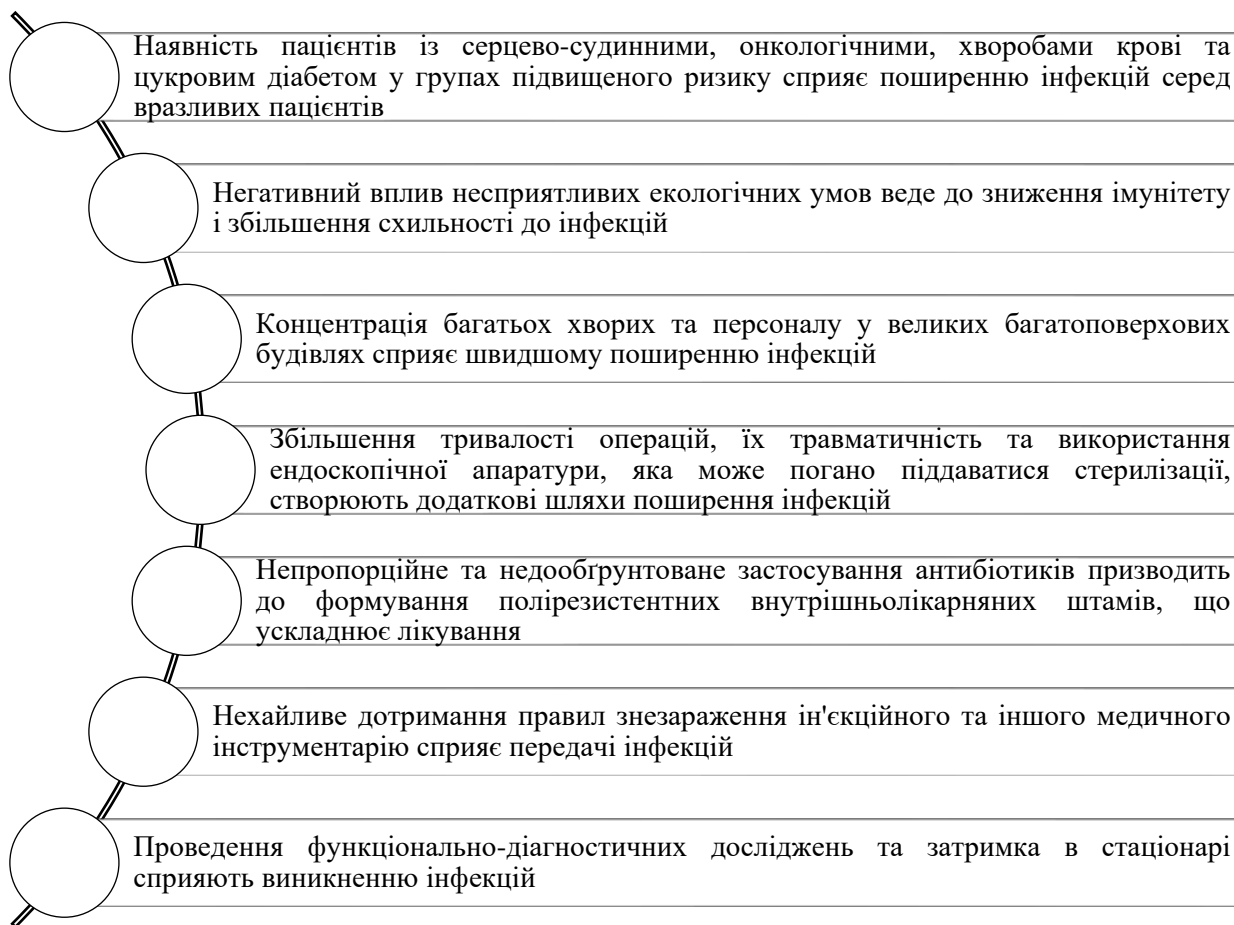 Наявність пацієнтів із серцево-судинними, онкологічними, хворобами крові та
цукровим діабетом у групах підвищеного ризику сприяє поширенню інфекцій серед
вразливих пацієнтів
Негативний вплив несприятливих екологічних умов веде до зниження імунітету
і збільшення схильності до інфекцій
Концентрація багатьох хворих та персоналу у великих багатоповерхових
будівлях сприяє швидшому поширенню інфекцій
Збільшення тривалості операцій, їх травматичність та використання
ендоскопічної апаратури, яка може погано піддаватися стерилізації,
створюють додаткові шляхи поширення інфекцій
Непропорційне та недообґрунтоване застосування антибіотиків призводить
до формування полірезистентних внутрішньолікарняних штамів, що
ускладнює лікування
Нехайливе дотримання правил знезараження ін'єкційного та іншого медичного
інструментарію сприяє передачі інфекцій
Проведення функціонально-діагностичних досліджень та затримка в стаціонарі
сприяють виникненню інфекцій